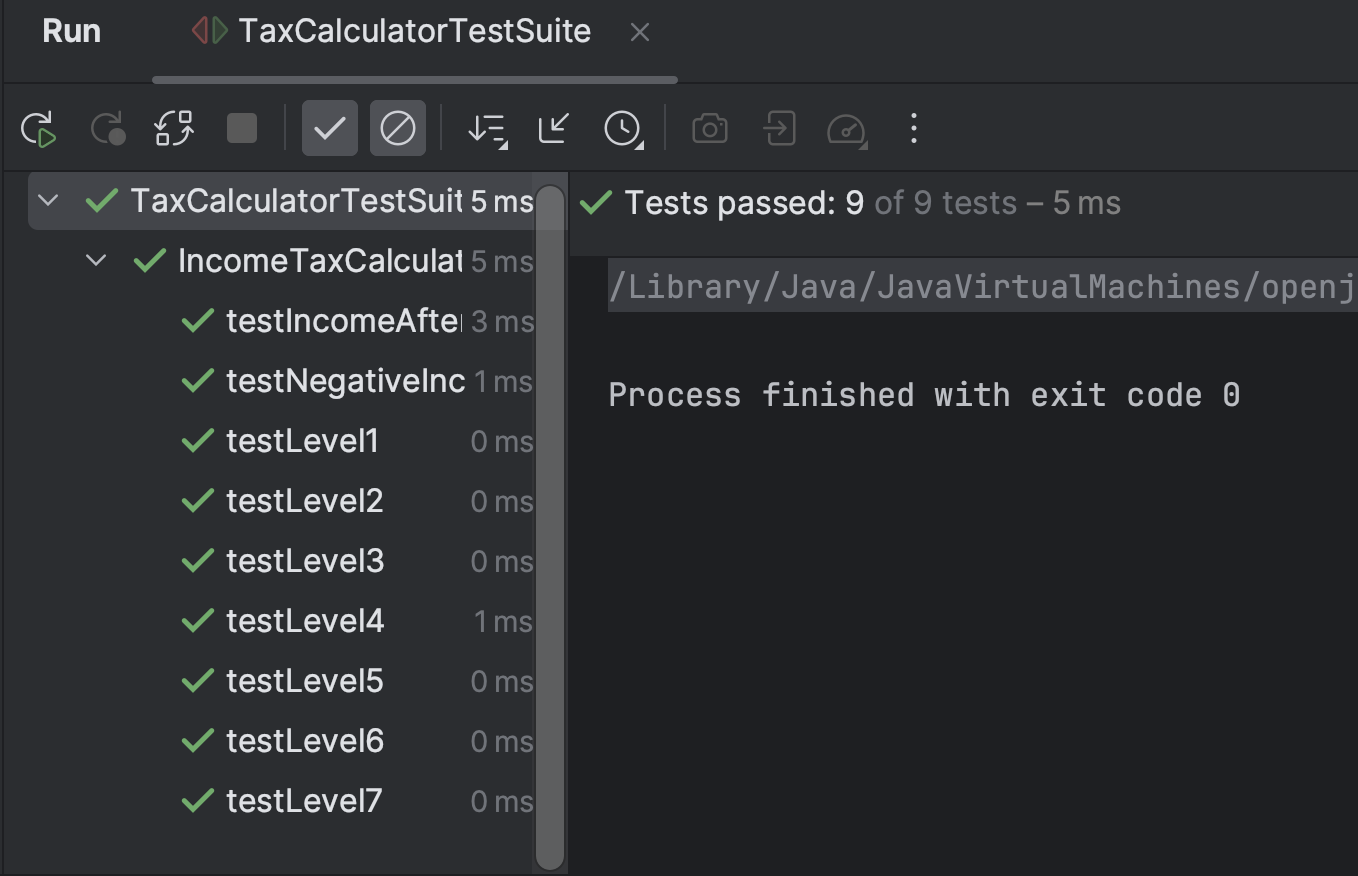 Run TaxCalculatorTestSuite
TaxCalculatorTestSuit 5 ms
IncomeTaxCalculat 5 ms
testIncomeAfter 3 ms
testNegativeInc 1 ms
testLevel1 0 ms
testLevel2 0 ms
testLevel3 0 ms
testLevel4 1 ms
testLevel5 0 ms
testLevel6 0 ms
testLevel7 0 ms
Tests passed: 9 of 9 tests – 5 ms
/Library/Java/JavaVirtualMachines/openj
Process finished with exit code 0